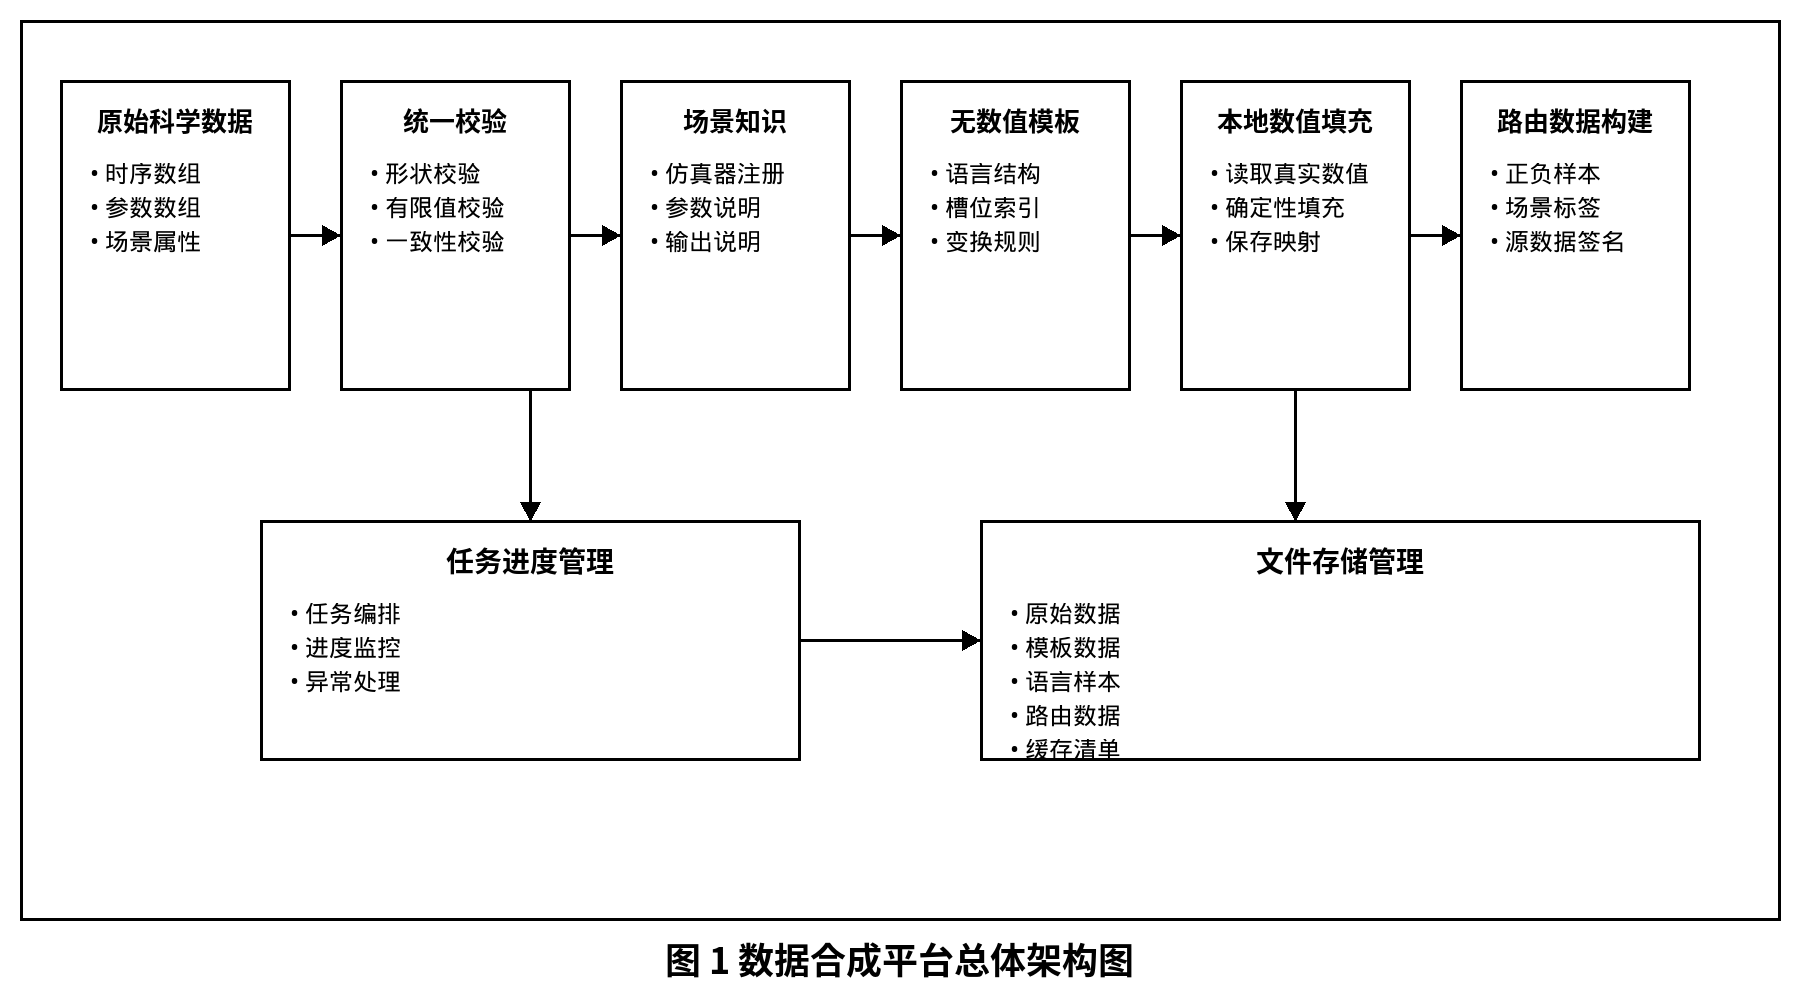 原始科学数据
• 时序数组
• 参数数组
• 场景属性
统一校验
• 形状校验
• 有限值校验
• 一致性校验
场景知识
• 仿真器注册
• 参数说明
• 输出说明
无数值模板
• 语言结构
• 槽位索引
• 变换规则
本地数值填充
• 读取真实数值
• 确定性填充
• 保存映射
路由数据构建
• 正负样本
• 场景标签
• 源数据签名
任务进度管理
• 任务编排
• 进度监控
• 异常处理
文件存储管理
• 原始数据
• 模板数据
• 语言样本
• 路由数据
• 缓存清单
图 1 数据合成平台总体架构图